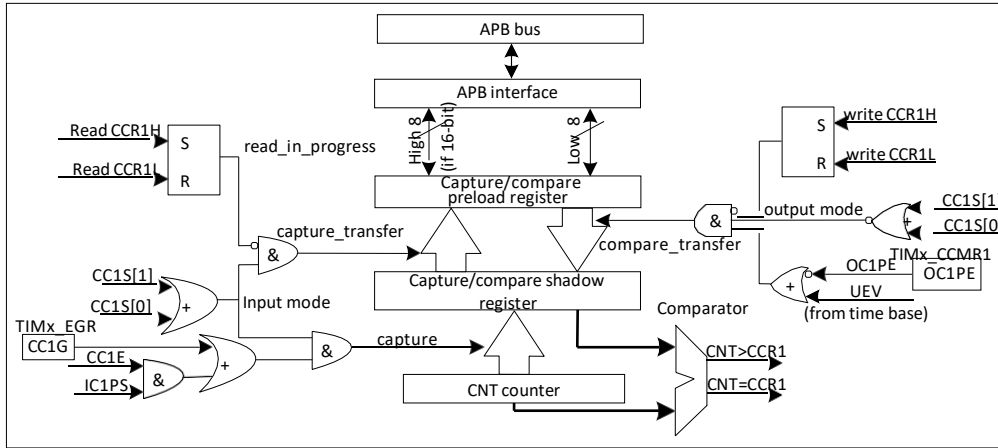 APB bus
APB interface
High 8
(if 16-bit)
Low 8
Read CCR1H
Read CCR1L
S
R
read_in_progress
Capture/compare
preload register
S
R
write CCR1H
write CCR1L
&
capture_transfer
&
output mode
compare_transfer
+
CC1S[1]
CC1S[0]
TIMx_CCMR1
OC1PE
OC1PE
UEV
(from time base)
+
CC1S[1]
CC1S[0]
+
Input mode
Capture/compare shadow
register
Comparator
TIMx_EGR
CC1G
CC1E
IC1PS
&
+
&
capture
CNT counter
CNT>CCR1
CNT=CCR1